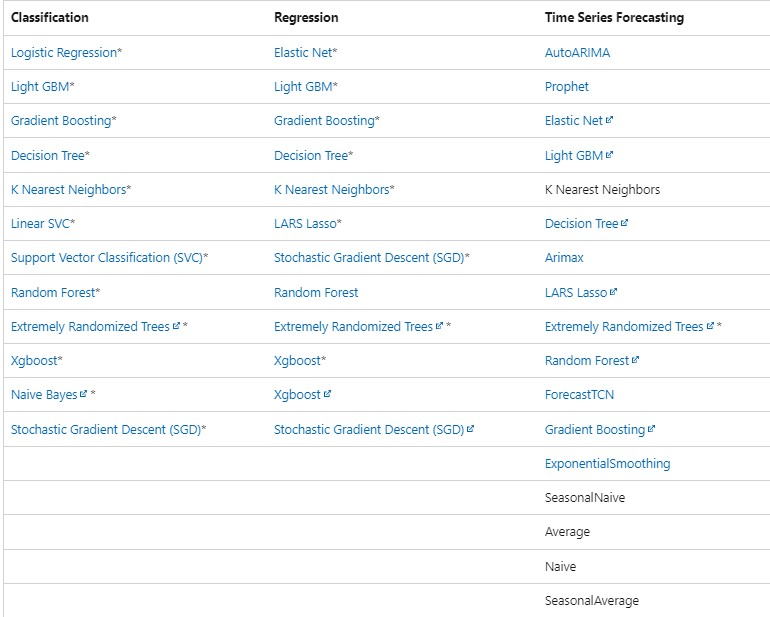 Classification Regression Time Series Forecasting
Logistic Regression* Elastic Net* AutoARIMA
Light GBM* Light GBM* Prophet
Gradient Boosting* Gradient Boosting* Elastic Net
Decision Tree* Decision Tree* Light GBM
K Nearest Neighbors* K Nearest Neighbors* K Nearest Neighbors
Linear SVC* LARS Lasso* Decision Tree
Support Vector Classification (SVC)* Stochastic Gradient Descent (SGD)* Arimax
Random Forest* Random Forest LARS Lasso
Extremely Randomized Trees * Extremely Randomized Trees * Extremely Randomized Trees *
Xgboost* Xgboost* Random Forest
Naive Bayes * Xgboost ForecastTCN
Stochastic Gradient Descent (SGD)* Stochastic Gradient Descent (SGD) Gradient Boosting
ExponentialSmoothing
SeasonalNaive
Average
Naive
SeasonalAverage